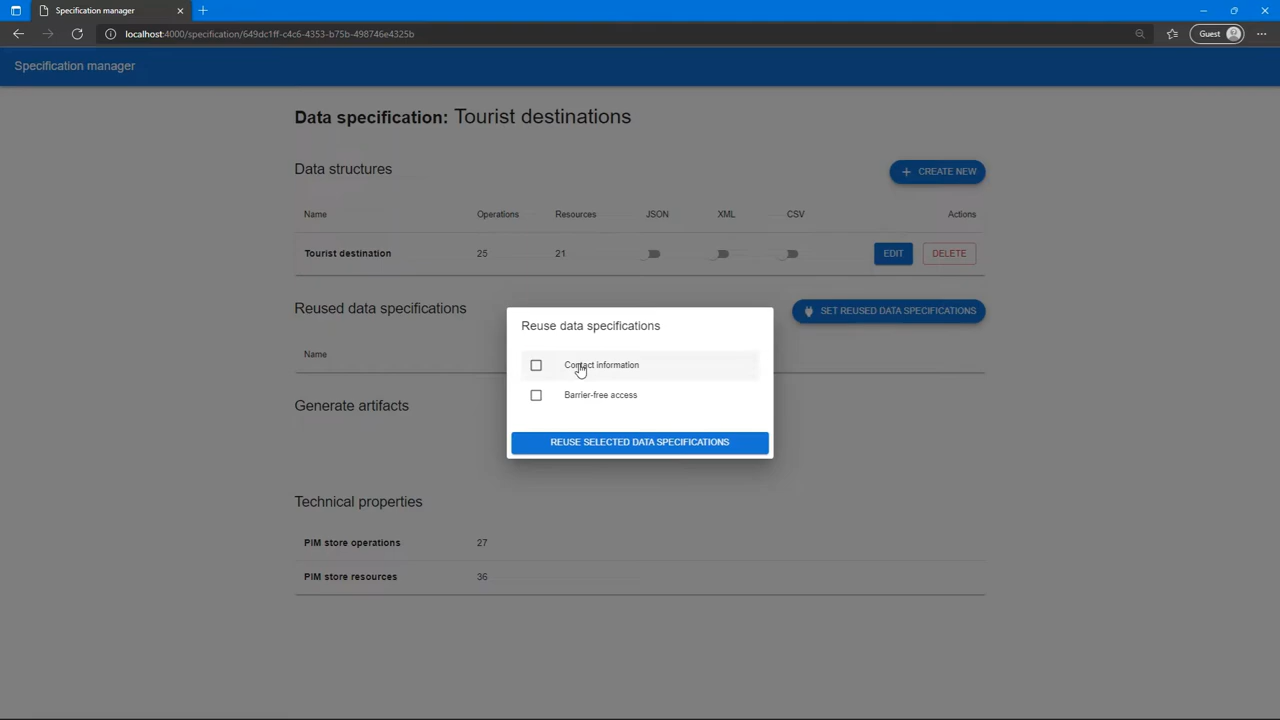 Specification manager
localhost:4000/specification/649dc1ff-c4c6-4353-b75b-498746e4325b
Guest
Specification manager
Data specification: Tourist destinations
Data structures
CREATE NEW
Name Operations Resources JSON XML CSV Actions
Tourist destination 25 21 EDIT DELETE
Reused data specifications
SET REUSED DATA SPECIFICATIONS
Name
Reuse data specifications
Contact information
Barrier-free access
REUSE SELECTED DATA SPECIFICATIONS
Generate artifacts
Technical properties
PIM store operations 27
PIM store resources 36